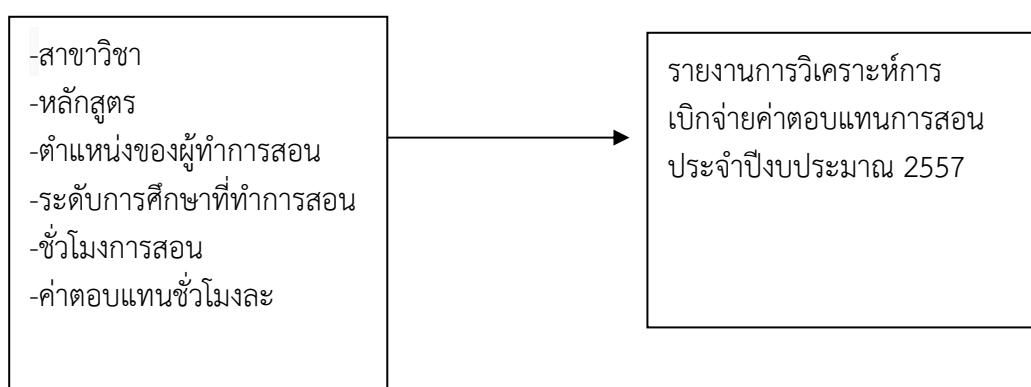 -สาขาวิชา
-หลักสูตร
-ตำแหน่งของผู้ทำการสอน
-ระดับการศึกษาที่ทำการสอน
-ชั่วโมงการสอน
-ค่าตอบแทนชั่วโมงละ
รายงานการวิเคราะห์การ
เบิกจ่ายค่าตอบแทนการสอน
ประจำปีงบประมาณ 2557